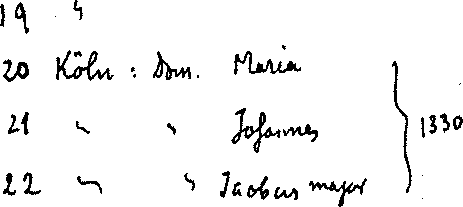 19 "
20 Köln : Dom. Maria
21 " " Johannes
22 " " Jacobus major } 1330